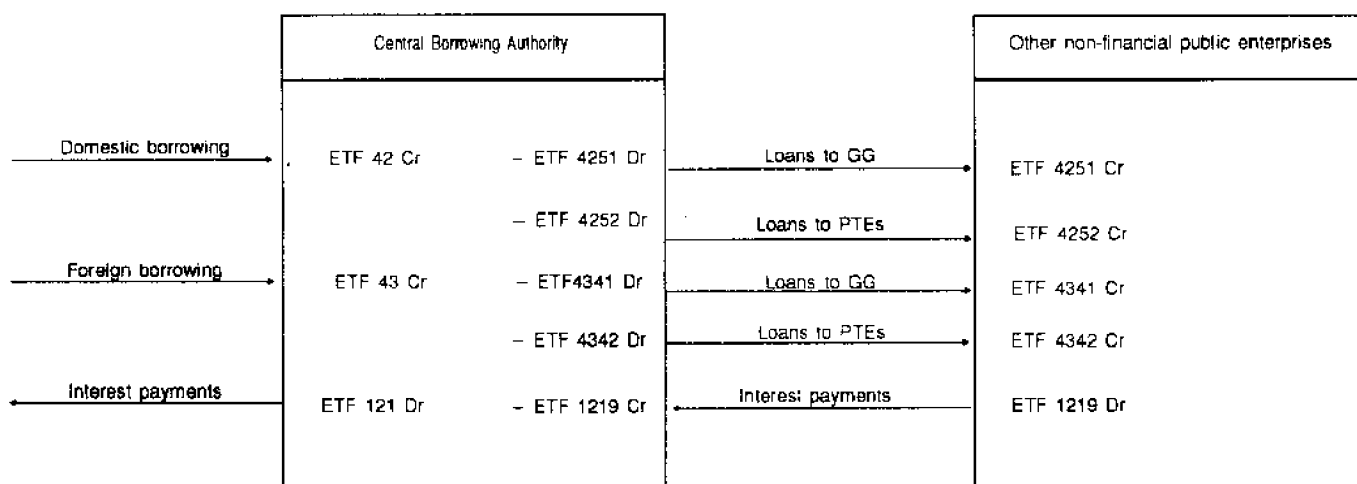 Central Borrowing Authority
Other non-financial public enterprises
Domestic borrowing
ETF 42 Cr
– ETF 4251 Dr
Loans to GG
ETF 4251 Cr
– ETF 4252 Dr
Loans to PTEs
ETF 4252 Cr
Foreign borrowing
ETF 43 Cr
– ETF4341 Dr
Loans to GG
ETF 4341 Cr
– ETF 4342 Dr
Loans to PTEs
ETF 4342 Cr
Interest payments
ETF 121 Dr
– ETF 1219 Cr
Interest payments
ETF 1219 Dr